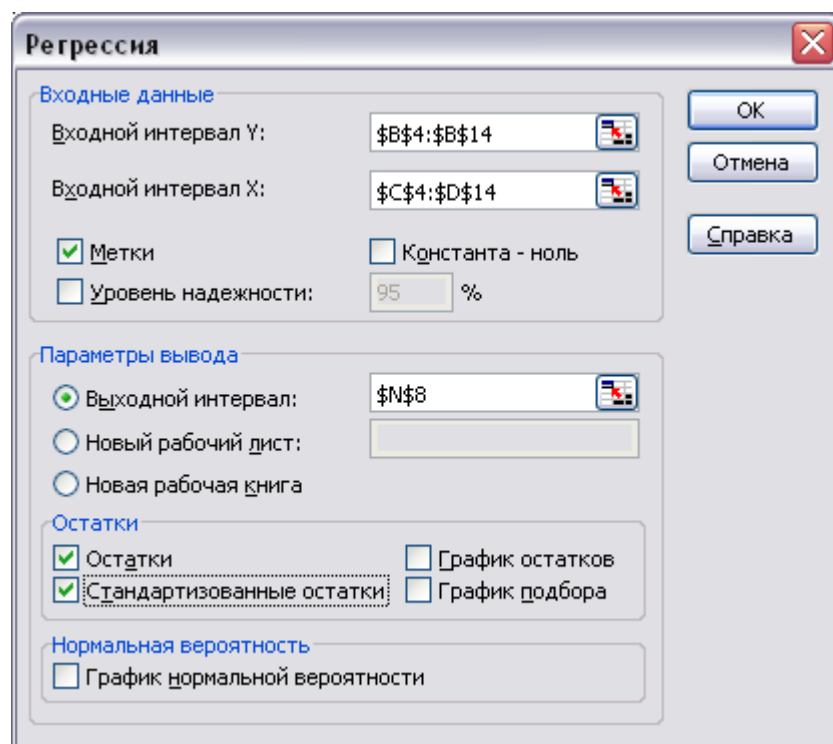 Регрессия
Входные данные
Входной интервал Y: $B$4:$B$14
Входной интервал X: $C$4:$D$14
Метки Константа - ноль
Уровень надежности: 95 %
OK
Отмена
Справка
Параметры вывода
Выходной интервал: $N$8
Новый рабочий лист:
Новая рабочая книга
Остатки
Остатки График остатков
Стандартизованные остатки График подбора
Нормальная вероятность
График нормальной вероятности